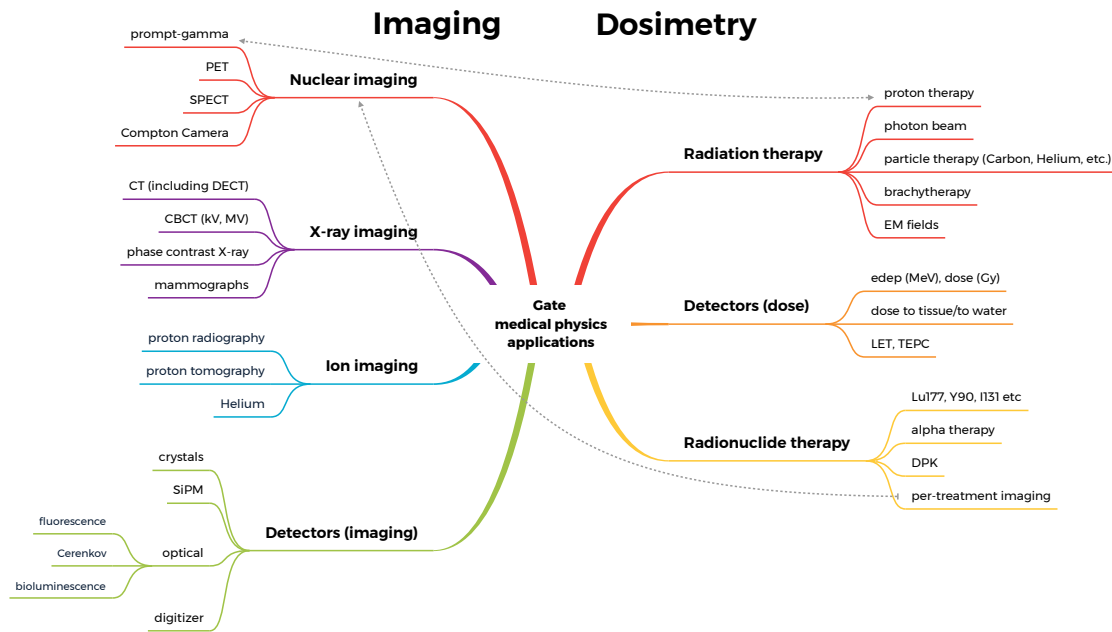 Imaging
Dosimetry
prompt-gamma
PET
SPECT
Compton Camera
Nuclear imaging
CT (including DECT)
CBCT (kV, MV)
phase contrast X-ray
mammographs
X-ray imaging
proton radiography
proton tomography
Helium
Ion imaging
crystals
SiPM
fluorescence
Cerenkov
bioluminescence
optical
digitizer
Detectors (imaging)
Gate
medical physics
applications
Radiation therapy
proton therapy
photon beam
particle therapy (Carbon, Helium, etc.)
brachytherapy
EM fields
Detectors (dose)
edep (MeV), dose (Gy)
dose to tissue/to water
LET, TEPC
Radionuclide therapy
Lu177, Y90, I131 etc
alpha therapy
DPK
per-treatment imaging